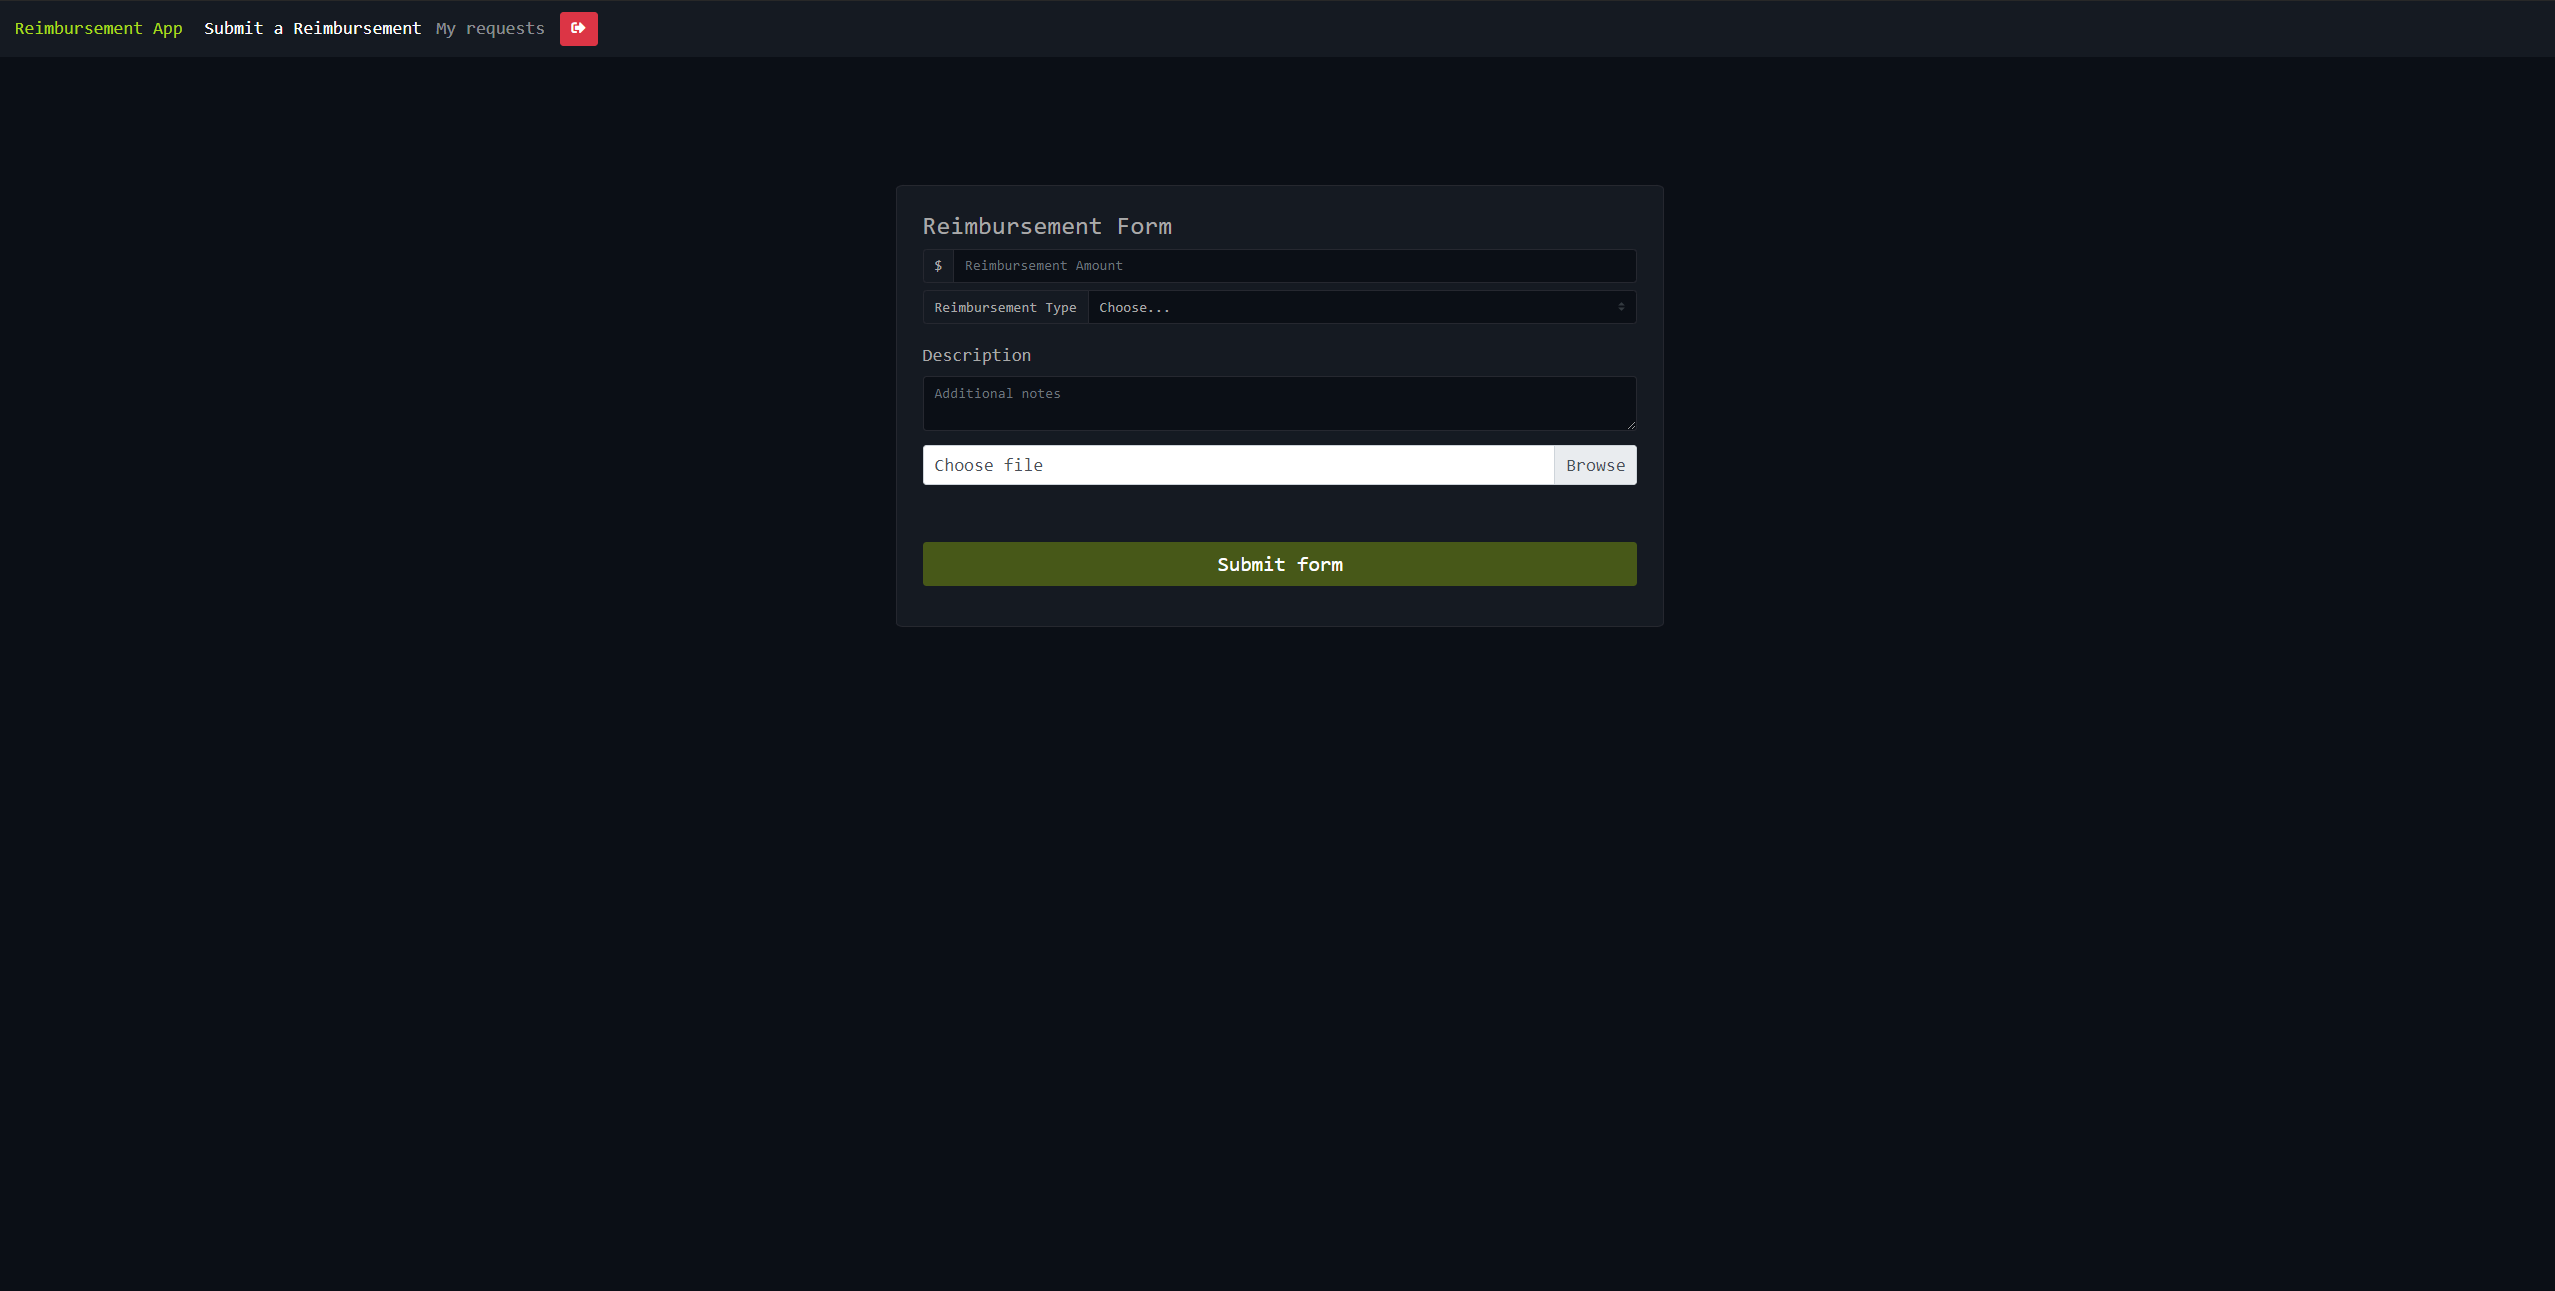 Reimbursement App Submit a Reimbursement My requests
Reimbursement Form
$ Reimbursement Amount
Reimbursement Type Choose...
Description
Additional notes
Choose file Browse
Submit form